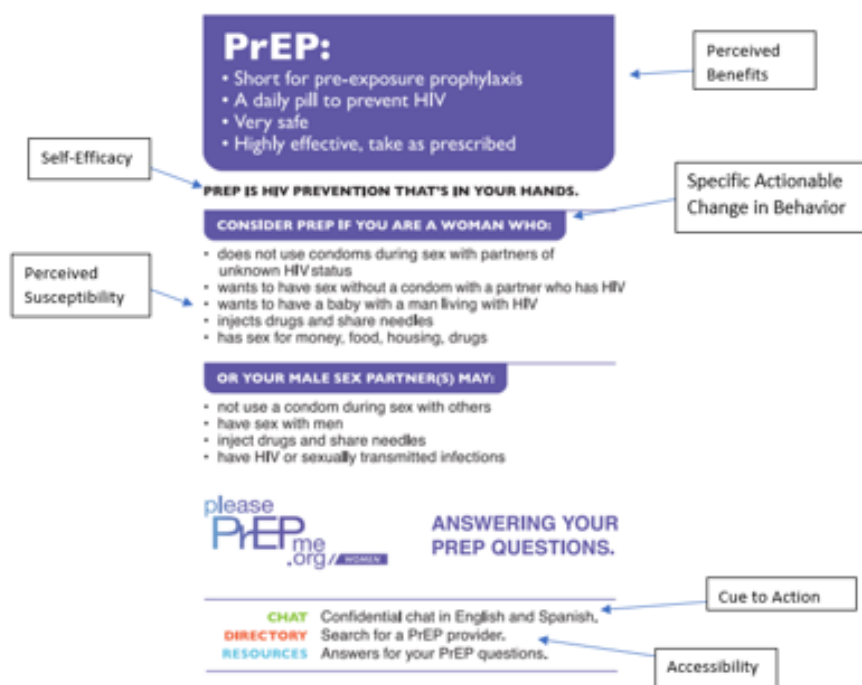 PrEP:
• Short for pre-exposure prophylaxis
• A daily pill to prevent HIV
• Very safe
• Highly effective, take as prescribed
Perceived
Benefits
Self-Efficacy
PREP IS HIV PREVENTION THAT'S IN YOUR HANDS.
Specific Actionable
Change in Behavior
CONSIDER PREP IF YOU ARE A WOMAN WHO:
• does not use condoms during sex with partners of
unknown HIV status
• wants to have sex without a condom with a partner who has HIV
• wants to have a baby with a man living with HIV
• injects drugs and share needles
• has sex for money, food, housing, drugs
Perceived
Susceptibility
OR YOUR MALE SEX PARTNER(S) MAY:
• not use a condom during sex with others
• have sex with men
• inject drugs and share needles
• have HIV or sexually transmitted infections
please
PrEP
me
.org/WOMEN
ANSWERING YOUR
PREP QUESTIONS.
Cue to Action
CHAT Confidential chat in English and Spanish.
DIRECTORY Search for a PrEP provider.
RESOURCES Answers for your PrEP questions.
Accessibility